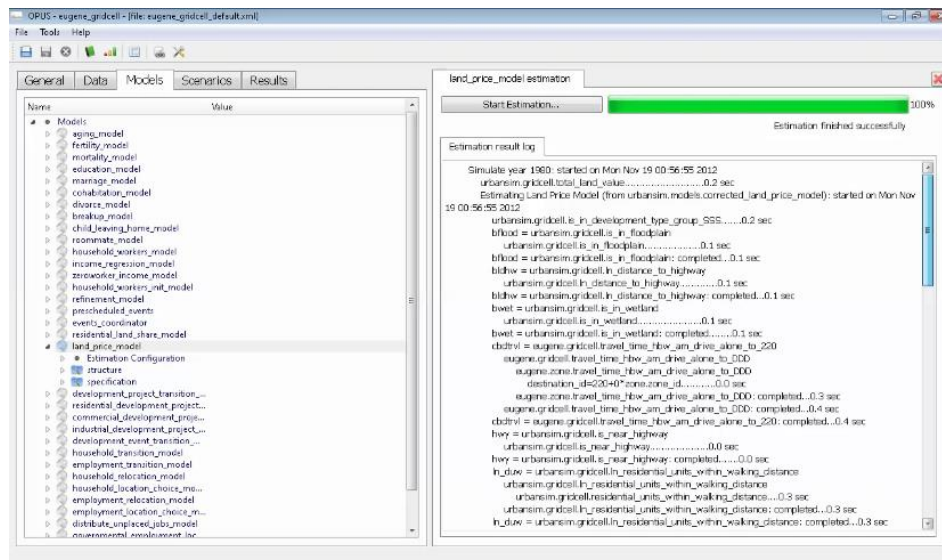 OPUS - eugene_gridcell - [file: eugene_gridcell_default.xml]
File Tools Help
General Data Models Scenarios Results
Name Value
Models
aging_model
fertility_model
mortality_model
education_model
marriage_model
cohabitation_model
divorce_model
breakup_model
child_leaving_home_model
roommate_model
household_workers_model
income_regression_model
zeroworker_income_model
household_workers_init_model
refinement_model
prescheduled_events
events_coordinator
residential_land_share_model
land_price_model
Estimation Configuration
structure
specification
development_project_transition_...
residential_development_project...
commercial_development_proje...
industrial_development_project_...
development_event_transition_...
household_transition_model
employment_transition_model
household_relocation_model
household_location_choice_mo...
employment_relocation_model
employment_location_choice_m...
distribute_unplaced_jobs_model
governmental_employment_loc
land_price_model estimation
Start Estimation... 100%
Estimation finished successfully
Estimation result log
Simulate year 1980: started on Mon Nov 19 00:56:55 2012
urbansim.gridcell.total_land_value....................0.2 sec
Estimating Land Price Model (from urbansim.models.corrected_land_price_model): started on Mon Nov
19 00:56:55 2012
urbansim.gridcell.is_in_development_type_group_SSS.......0.2 sec
bflood = urbansim.gridcell.is_in_floodplain
urbansim.gridcell.is_in_floodplain.................0.1 sec
bflood = urbansim.gridcell.is_in_floodplain: completed...0.1 sec
bldhw = urbansim.gridcell.ln_distance_to_highway
urbansim.gridcell.ln_distance_to_highway.............0.1 sec
bldhw = urbansim.gridcell.ln_distance_to_highway: completed...0.1 sec
bwet = urbansim.gridcell.is_in_wetland
urbansim.gridcell.is_in_wetland....................0.1 sec
bwet = urbansim.gridcell.is_in_wetland: completed........0.1 sec
cbdtrvl = eugene.gridcell.travel_time_hbw_am_drive_alone_to_220
eugene.gridcell.travel_time_hbw_am_drive_alone_to_DDD
eugene.zone.travel_time_hbw_am_drive_alone_to_DDD
destination_id=220+0*zone.zone_id..........0.0 sec
eugene.zone.travel_time_hbw_am_drive_alone_to_DDD: completed...0.3 sec
eugene.gridcell.travel_time_hbw_am_drive_alone_to_DDD: completed...0.4 sec
cbdtrvl = eugene.gridcell.travel_time_hbw_am_drive_alone_to_220: completed...0.4 sec
hwy = urbansim.gridcell.is_near_highway
urbansim.gridcell.is_near_highway..................0.0 sec
hwy = urbansim.gridcell.is_near_highway: completed.......0.0 sec
ln_duw = urbansim.gridcell.ln_residential_units_within_walking_distance
urbansim.gridcell.ln_residential_units_within_walking_distance
urbansim.gridcell.residential_units_within_walking_distance....0.3 sec
urbansim.gridcell.ln_residential_units_within_walking_distance: completed...0.3 sec
ln_duw = urbansim.gridcell.ln_residential_units_within_walking_distance: completed...0.3 sec